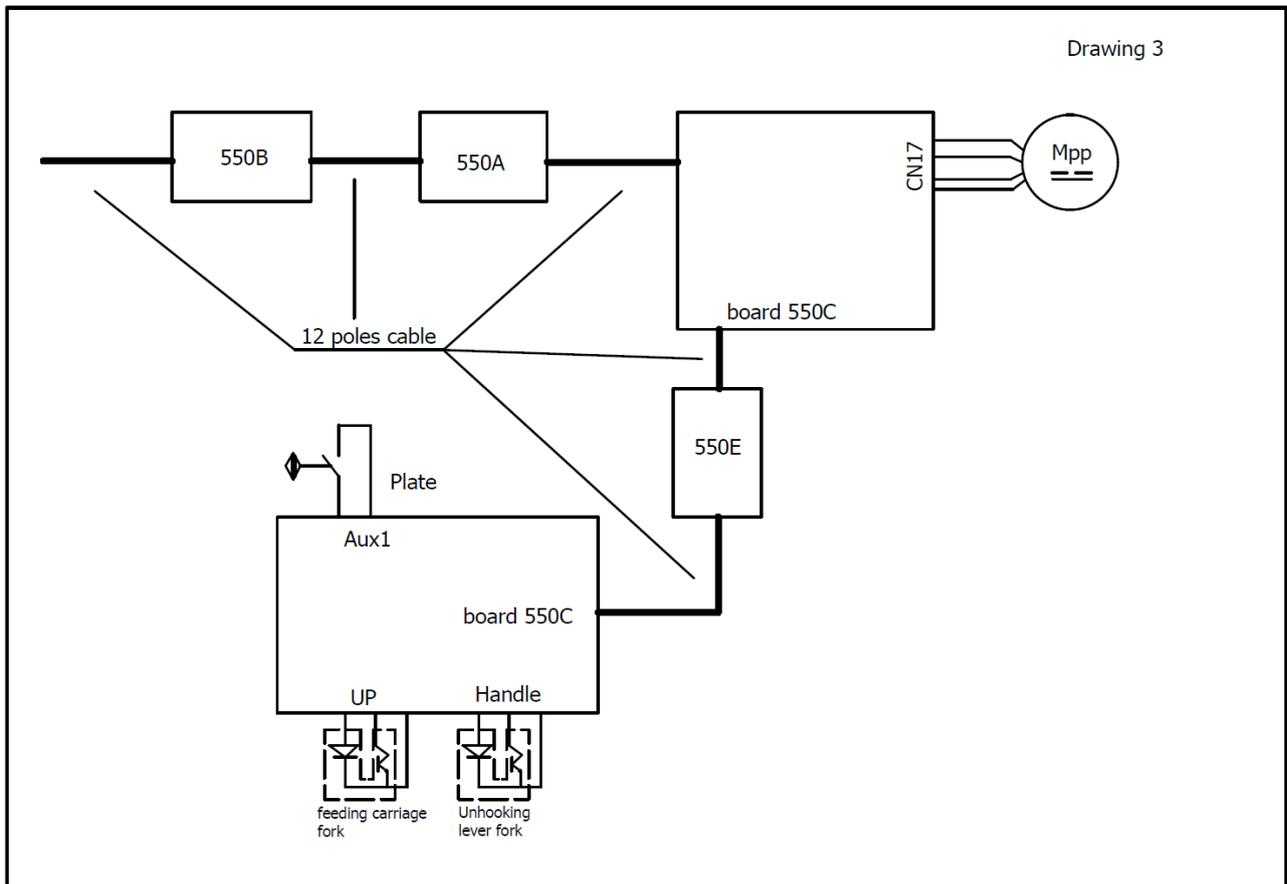 Drawing 3
550B
550A
CN17
Mpp
board 550C
12 poles cable
550E
Plate
Aux1
board 550C
UP
Handle
feeding carriage
fork
Unhooking
lever fork